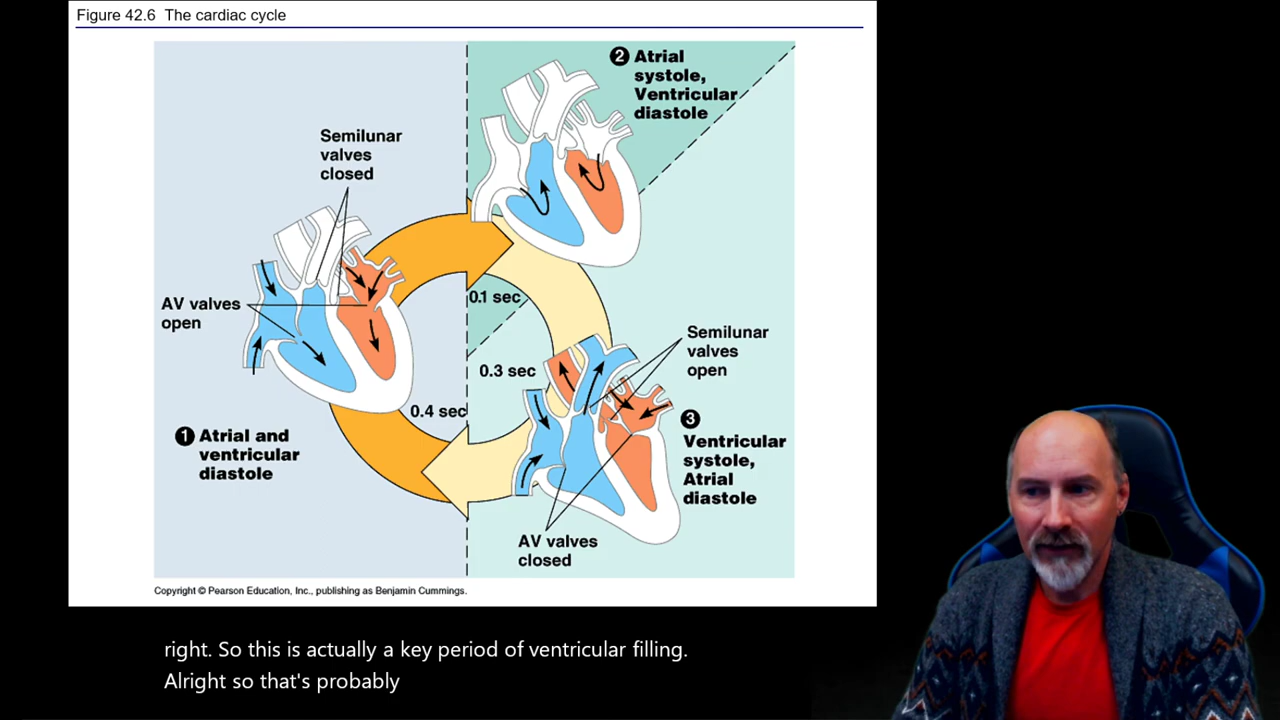 Figure 42.6 The cardiac cycle
2 Atrial
systole,
Ventricular
diastole
Semilunar
valves
closed
AV valves
open
0.1 sec
0.3 sec
0.4 sec
Semilunar
valves
open
1 Atrial and
ventricular
diastole
3
Ventricular
systole,
Atrial
diastole
AV valves
closed
Copyright © Pearson Education, Inc., publishing as Benjamin Cummings.
right. So this is actually a key period of ventricular filling.
Alright so that's probably